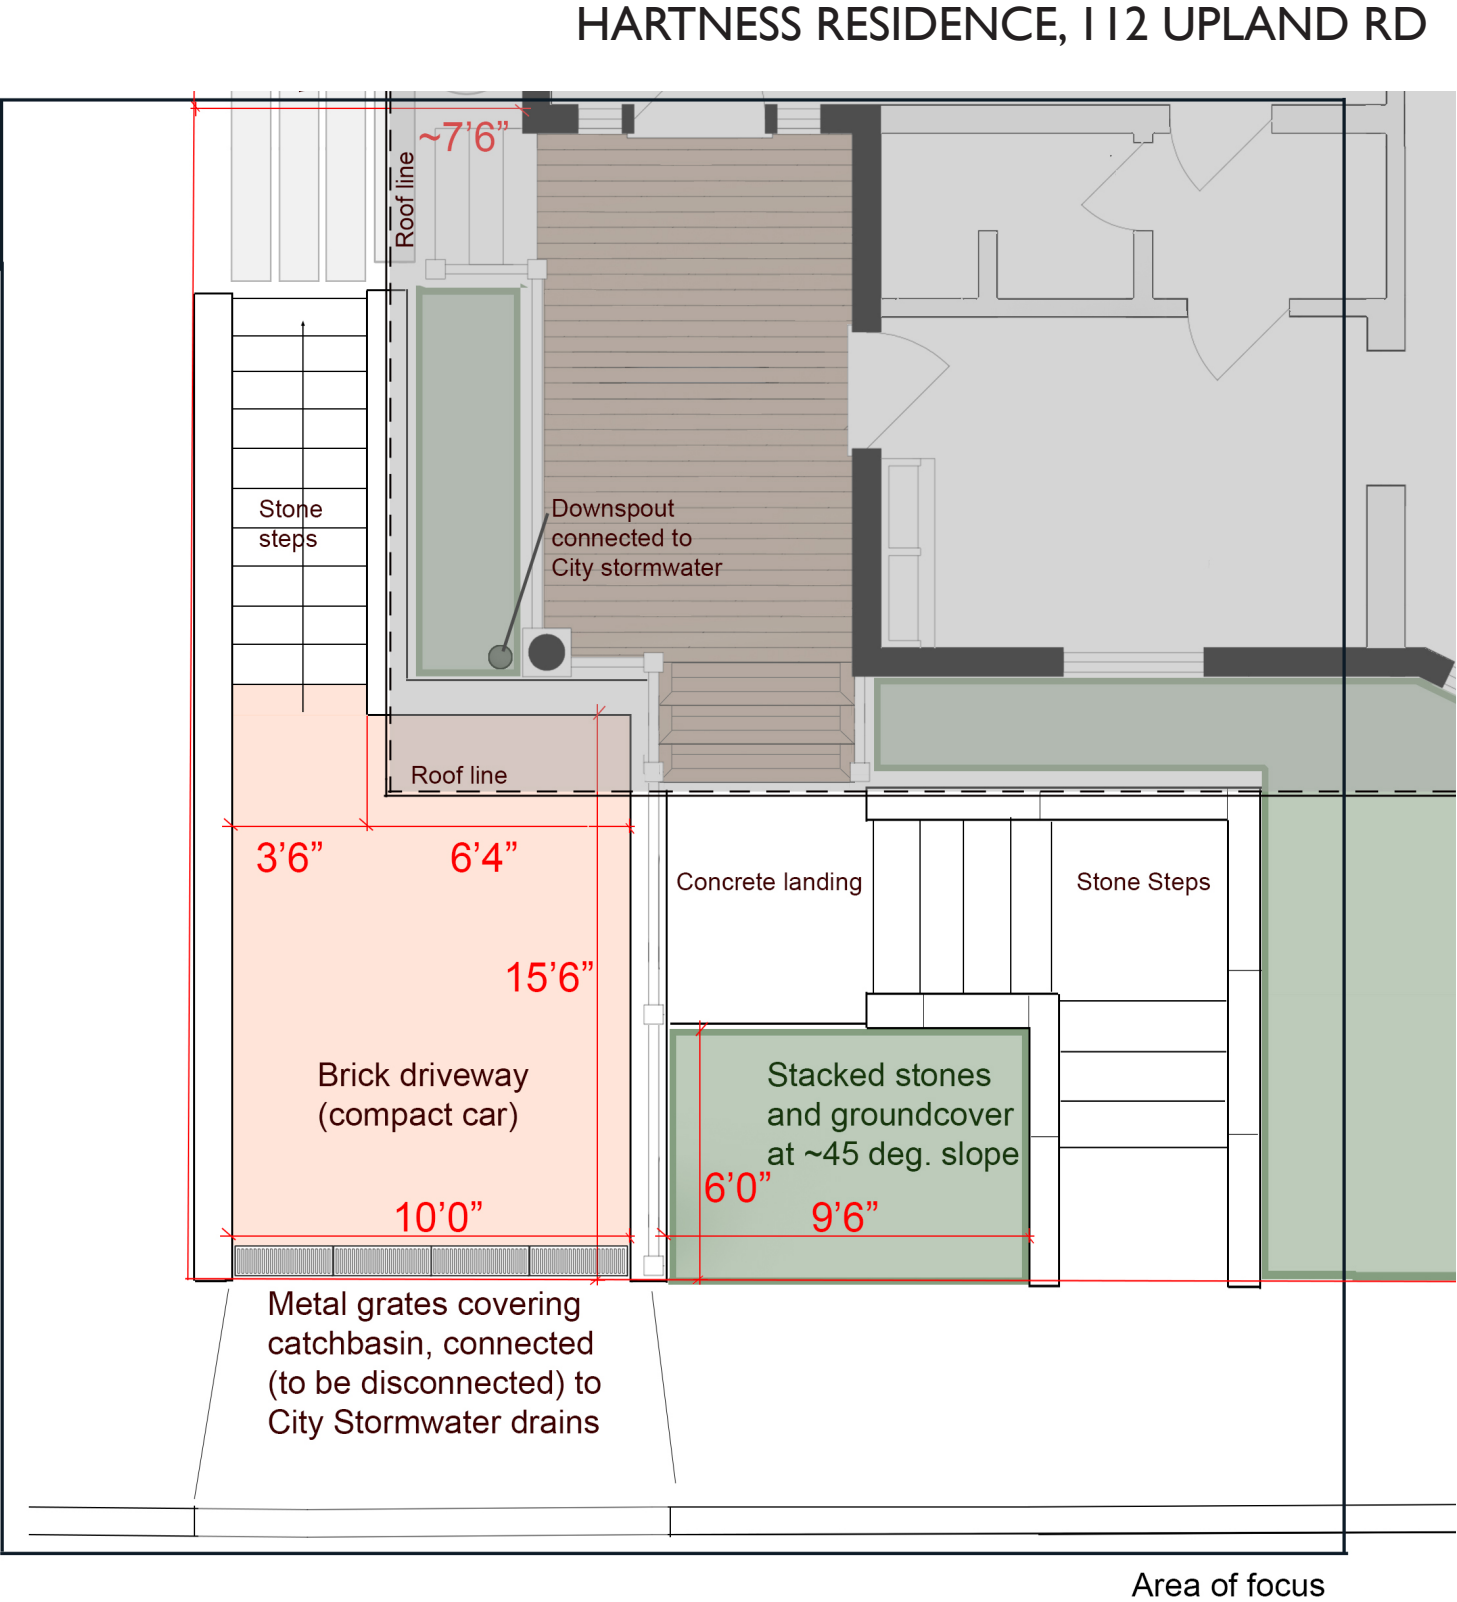 HARTNESS RESIDENCE, 112 UPLAND RD
~7’6”
Roof line
Stone
steps
Downspout
connected to
City stormwater
Roof line
3’6”
6’4”
Concrete landing
Stone Steps
15’6”
Brick driveway
(compact car)
Stacked stones
and groundcover
at ~45 deg. slope
6’0”
10’0”
9’6”
Metal grates covering
catchbasin, connected
(to be disconnected) to
City Stormwater drains
Area of focus